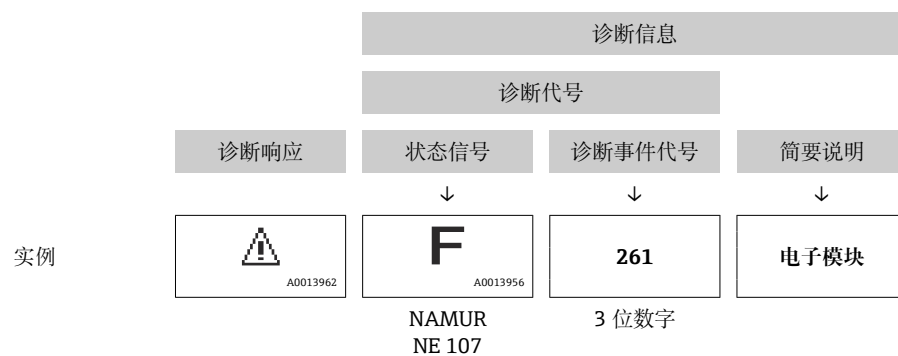 诊断信息
诊断代号
诊断响应 状态信号 诊断事件代号 简要说明
↓ ↓ ↓
实例 F 261 电子模块
A0013962 A0013956
NAMUR 3 位数字
NE 107